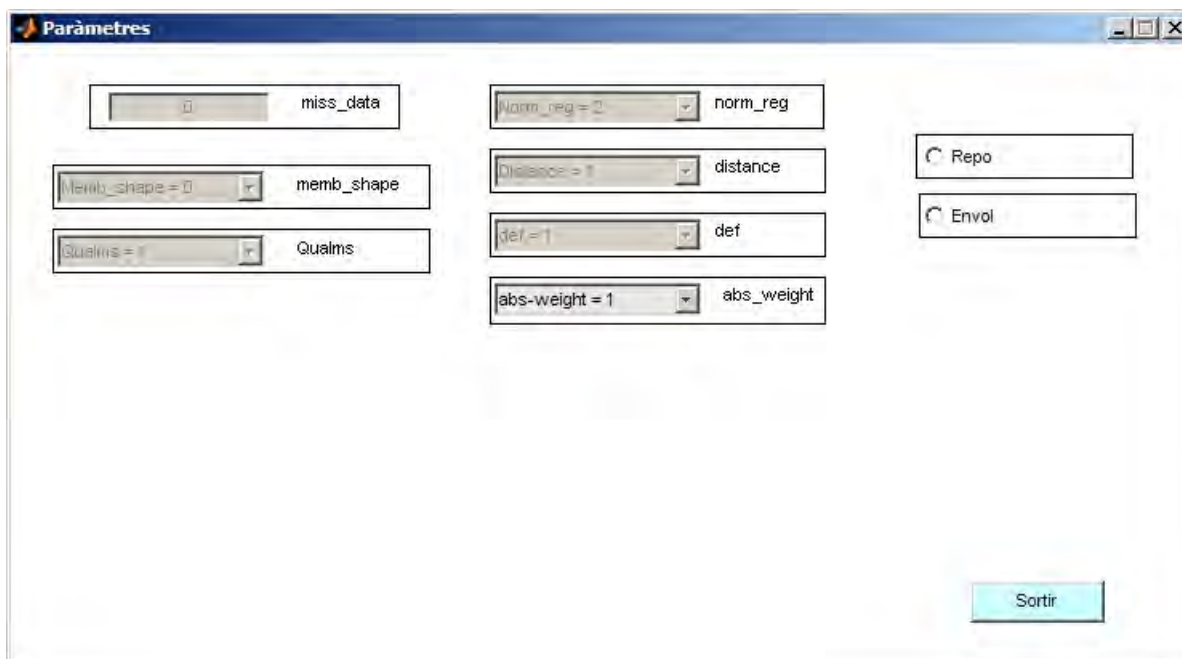 Paràmetres
0 miss_data
Memb_shape = 0 memb_shape
Qualms = 1 Qualms
Norm_reg = 2 norm_reg
Distance = 1 distance
def = 1 def
abs-weight = 1 abs_weight
Repo
Envol
Sortir